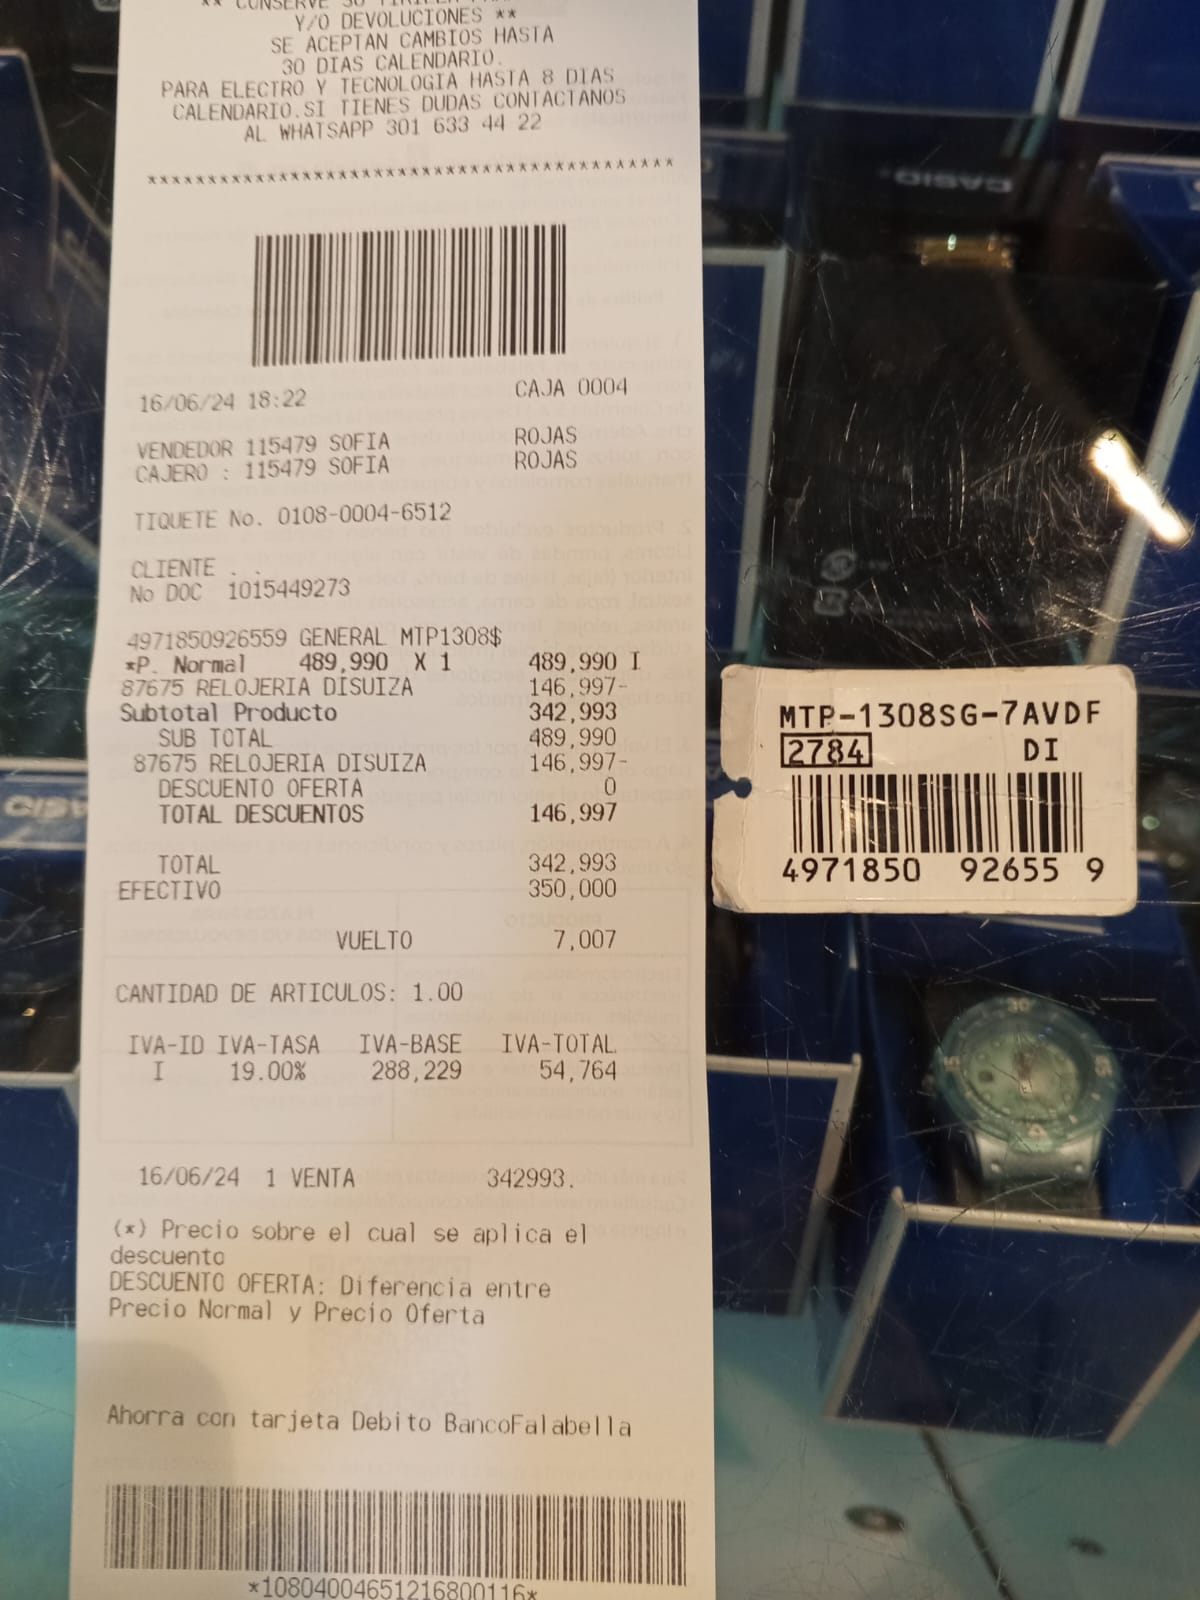 ** CONSERVE SU TIRILLA PARA
Y/O DEVOLUCIONES **
SE ACEPTAN CAMBIOS HASTA
30 DIAS CALENDARIO.
PARA ELECTRO Y TECNOLOGIA HASTA 8 DIAS
CALENDARIO.SI TIENES DUDAS CONTACTANOS
AL WHATSAPP 301 633 44 22
********************************************
16/06/24 18:22 CAJA 0004
VENDEDOR 115479 SOFIA ROJAS
CAJERO : 115479 SOFIA ROJAS
TIQUETE No. 0108-0004-6512
CLIENTE . .
No DOC 1015449273
4971850926559 GENERAL MTP1308$
*P. Normal 489,990 X 1 489,990 I
87675 RELOJERIA DISUIZA 146,997-
Subtotal Producto 342,993
SUB TOTAL 489,990
87675 RELOJERIA DISUIZA 146,997-
DESCUENTO OFERTA 0
TOTAL DESCUENTOS 146,997
TOTAL 342,993
EFECTIVO 350,000
VUELTO 7,007
CANTIDAD DE ARTICULOS: 1.00
IVA-ID IVA-TASA IVA-BASE IVA-TOTAL
I 19.00% 288,229 54,764
16/06/24 1 VENTA 342993.
(*) Precio sobre el cual se aplica el
descuento
DESCUENTO OFERTA: Diferencia entre
Precio Normal y Precio Oferta
Ahorra con tarjeta Debito BancoFalabella
*10804004651216800116*
MTP-1308SG-7AVDF
2784 DI
4971850 92655 9
CASIO